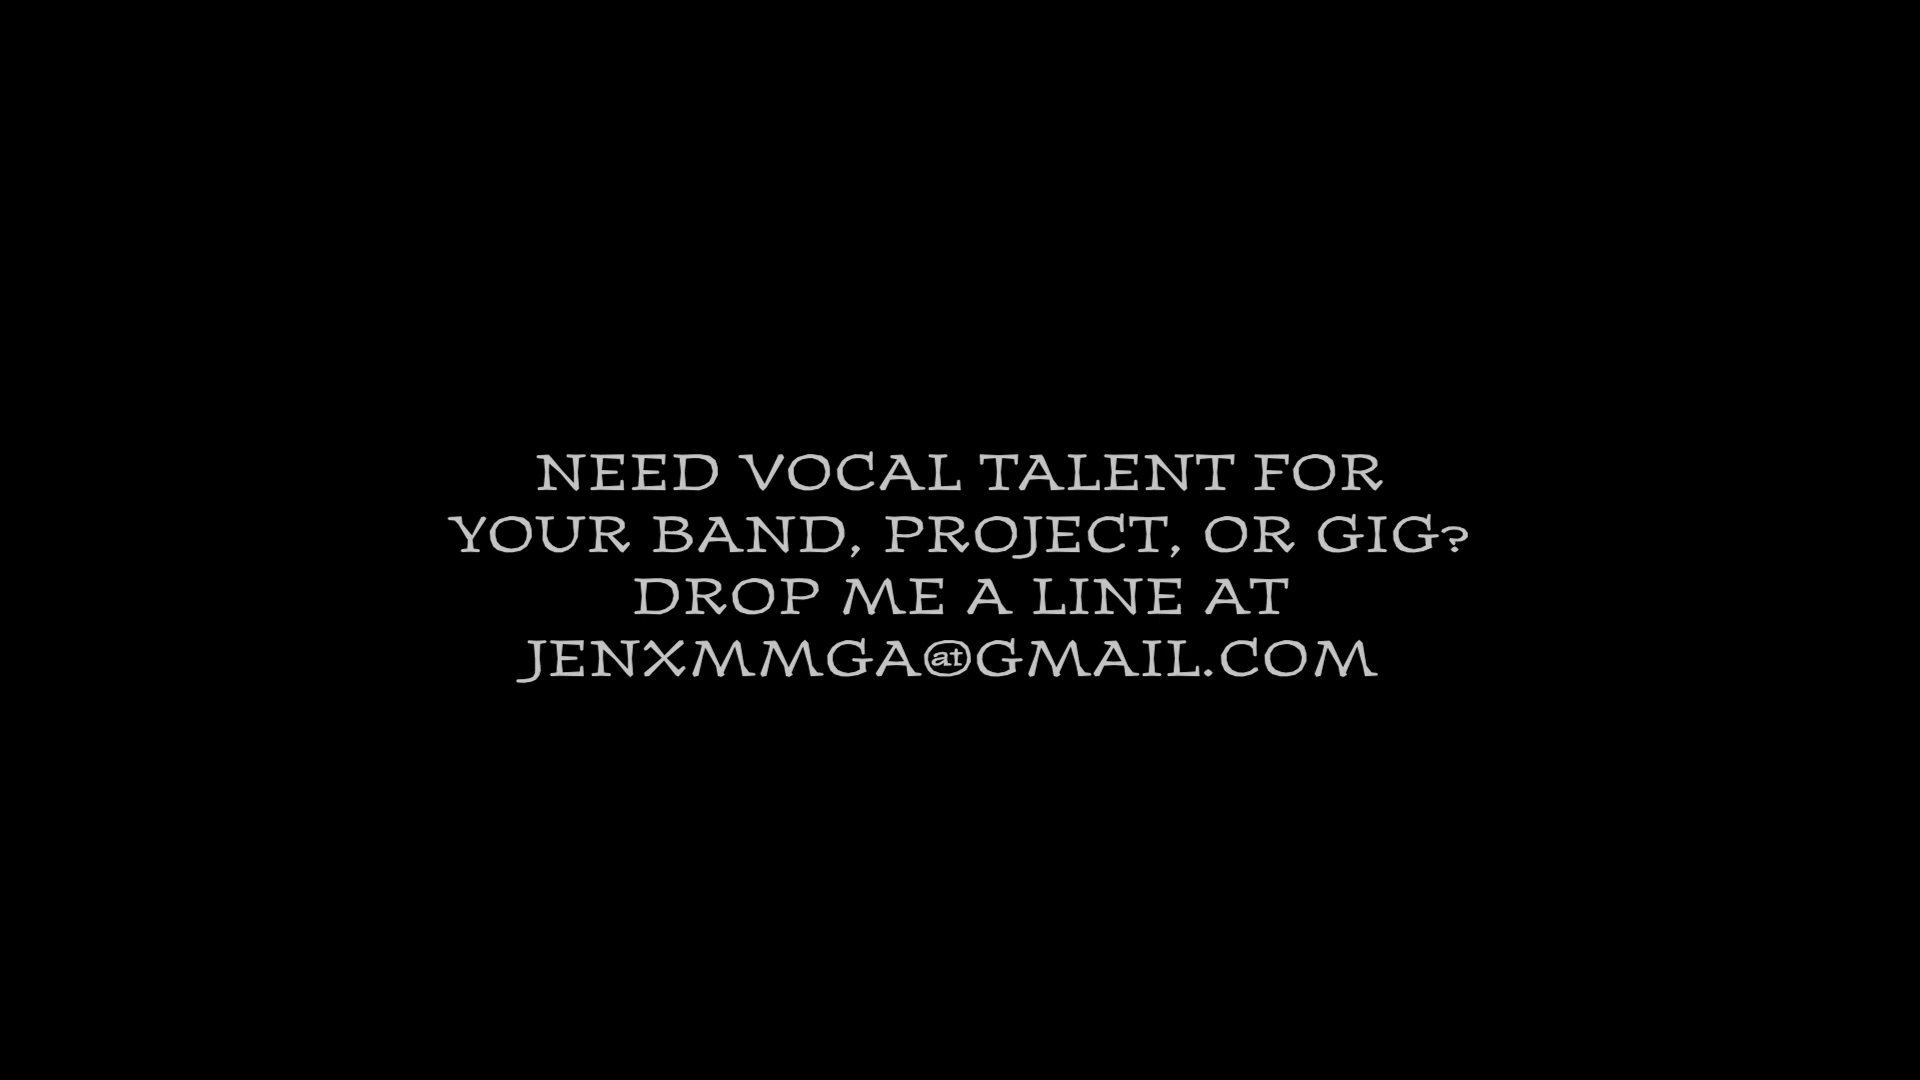 NEED VOCAL TALENT FOR
YOUR BAND, PROJECT, OR GIG?
DROP ME A LINE AT
JENXMMGA@GMAIL.COM